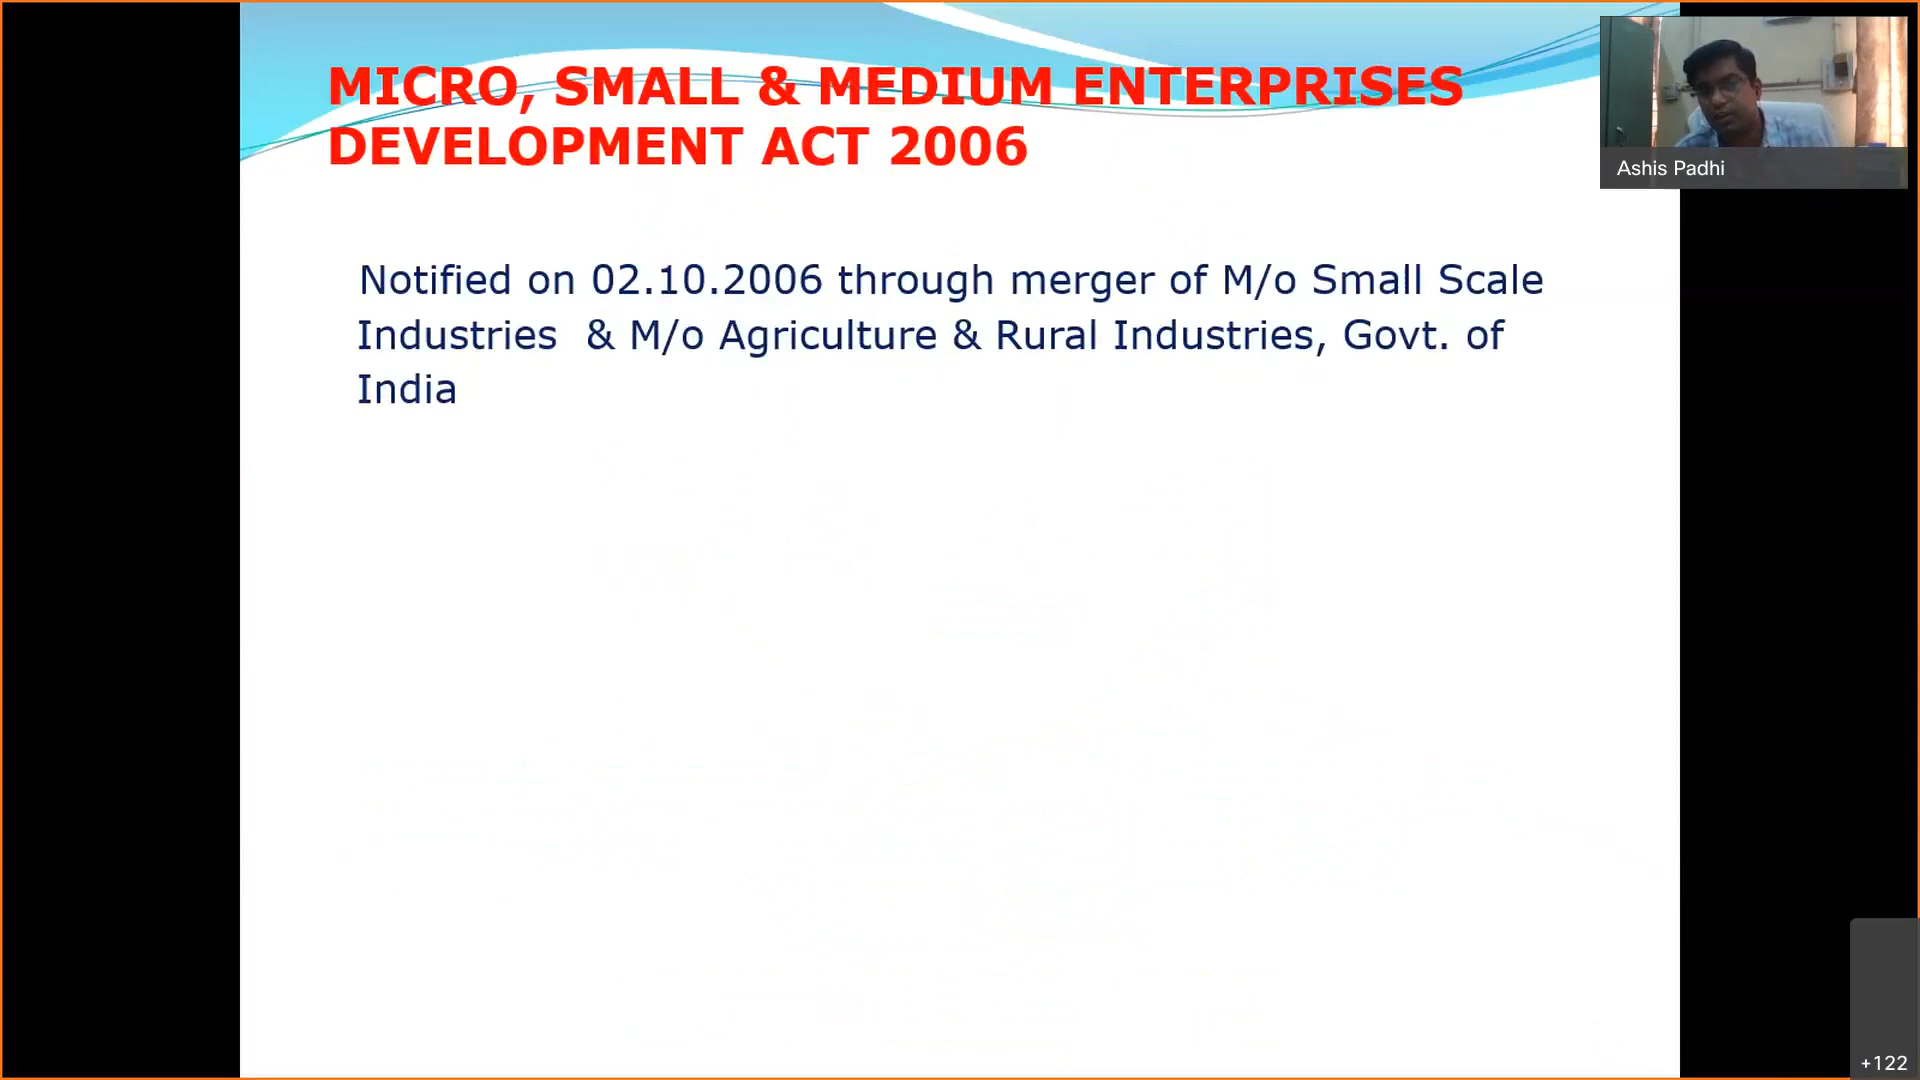 MICRO, SMALL & MEDIUM ENTERPRISES
DEVELOPMENT ACT 2006
Ashis Padhi
Notified on 02.10.2006 through merger of M/o Small Scale
Industries & M/o Agriculture & Rural Industries, Govt. of
India
+122